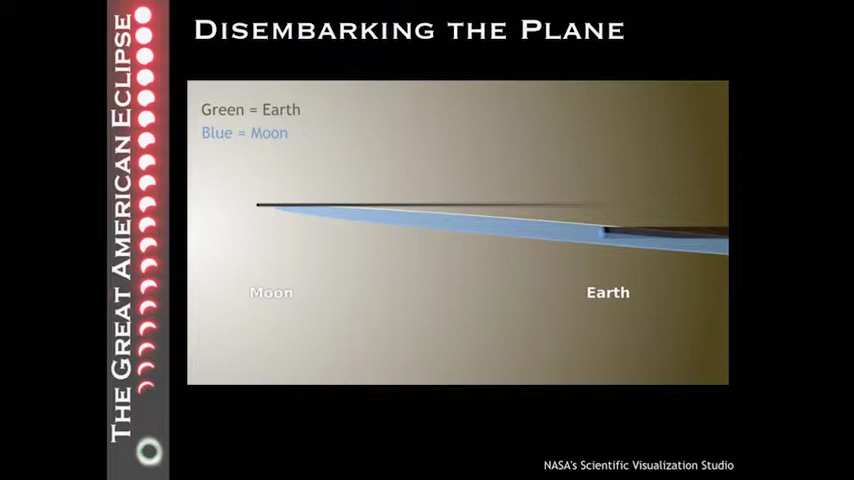 THE GREAT AMERICAN ECLIPSE
DISEMBARKING THE PLANE
Green = Earth
Blue = Moon
Moon
Earth
NASA's Scientific Visualization Studio